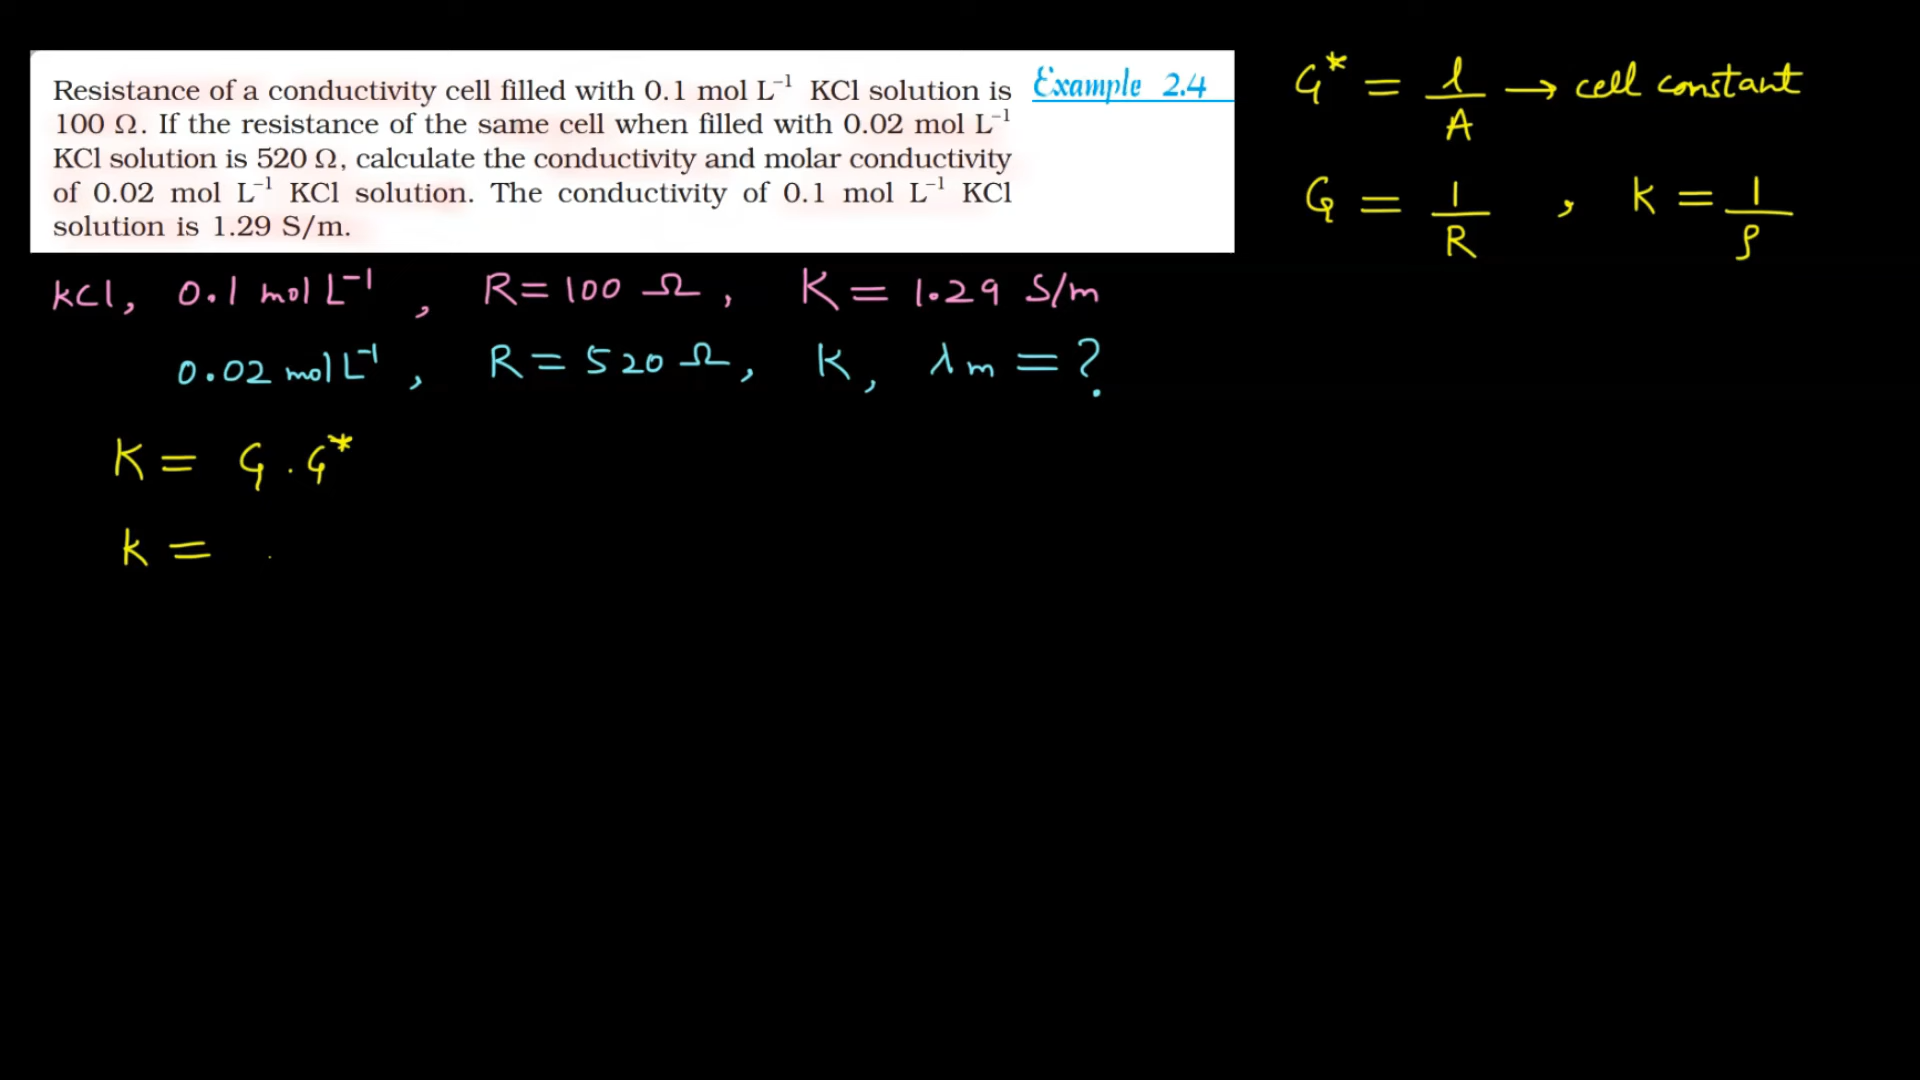 Resistance of a conductivity cell filled with 0.1 mol L⁻¹ KCl solution is
100 Ω. If the resistance of the same cell when filled with 0.02 mol L⁻¹
KCl solution is 520 Ω, calculate the conductivity and molar conductivity
of 0.02 mol L⁻¹ KCl solution. The conductivity of 0.1 mol L⁻¹ KCl
solution is 1.29 S/m.
Example 2.4
G* = l/A → cell constant
G = 1/R , k = 1/ρ
KCl, 0.1 mol L⁻¹ , R = 100 Ω , K = 1.29 S/m
0.02 mol L⁻¹ , R = 520 Ω , K , λm = ?
K = G . G*
k =